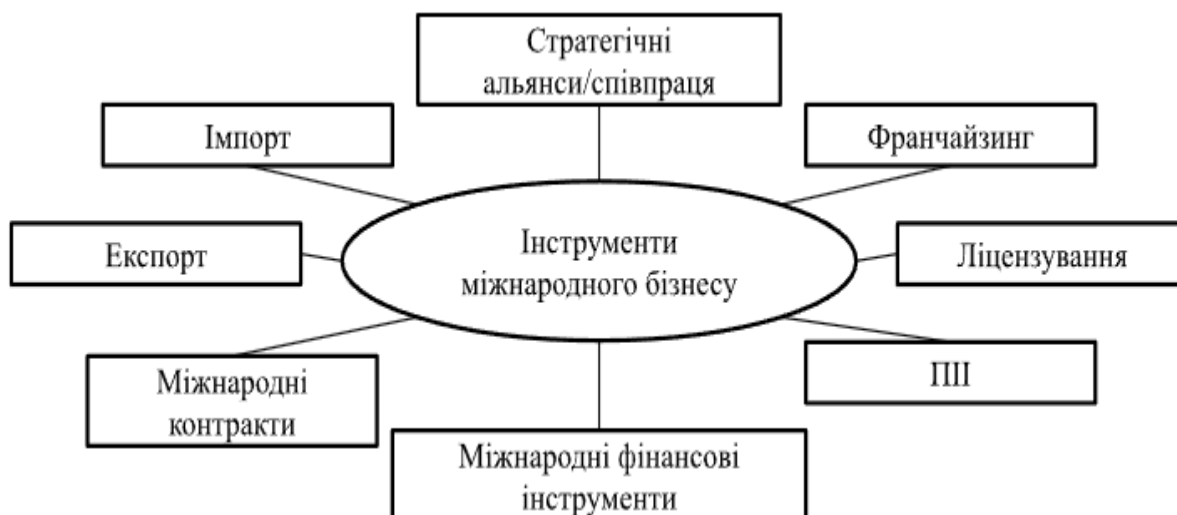 Стратегічні
альянси/співпраця
Імпорт
Франчайзинг
Експорт
Інструменти
міжнародного бізнесу
Ліцензування
Міжнародні
контракти
ПІІ
Міжнародні фінансові
інструменти